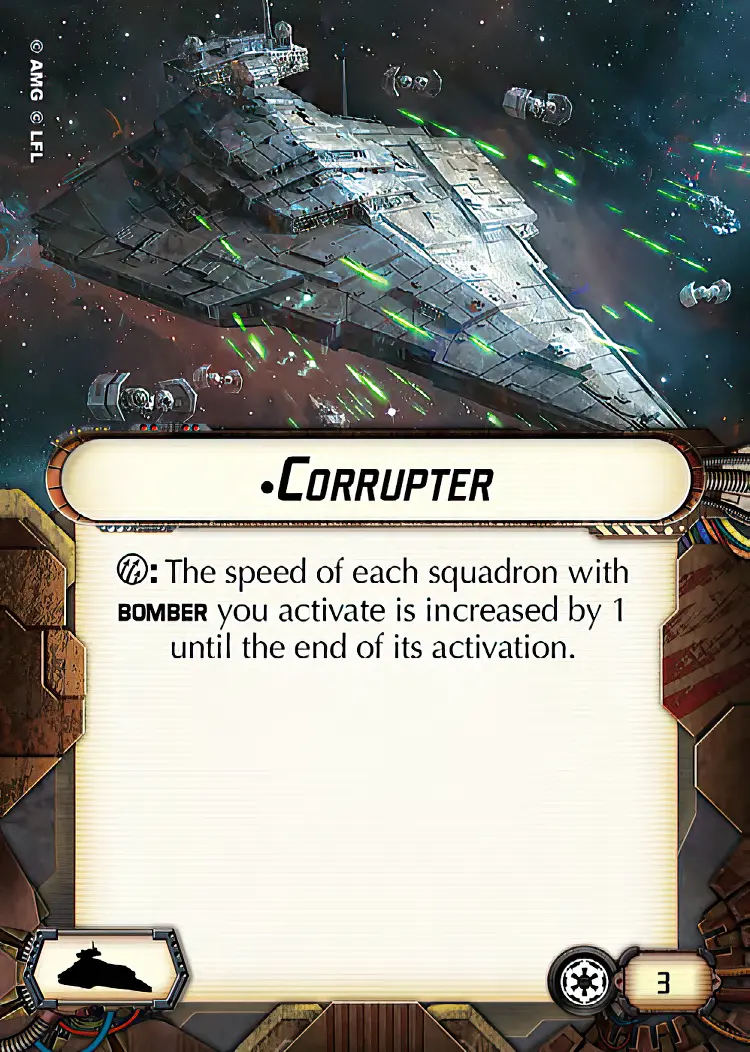 © AMG © LFL
•Corrupter
: The speed of each squadron with
BOMBER you activate is increased by 1
until the end of its activation.
3